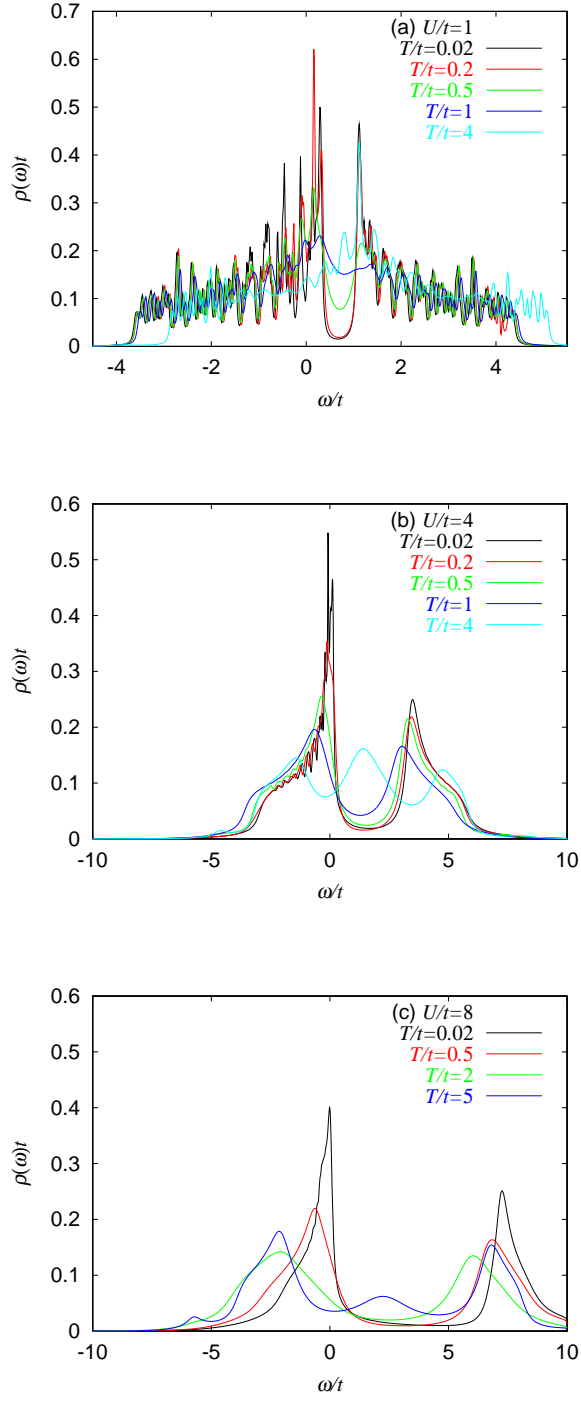 0.7
(a) U/t=1
T/t=0.02
0.6
T/t=0.2
T/t=0.5
0.5
T/t=1
T/t=4
0.4
ρ(ω)t
0.3
0.2
0.1
0
-4 -2 0 2 4
ω/t
0.6
(b) U/t=4
T/t=0.02
0.5
T/t=0.2
T/t=0.5
0.4
T/t=1
T/t=4
ρ(ω)t
0.3
0.2
0.1
0
-10 -5 0 5 10
ω/t
0.6
(c) U/t=8
T/t=0.02
0.5
T/t=0.5
T/t=2
0.4
T/t=5
ρ(ω)t
0.3
0.2
0.1
0
-10 -5 0 5 10
ω/t